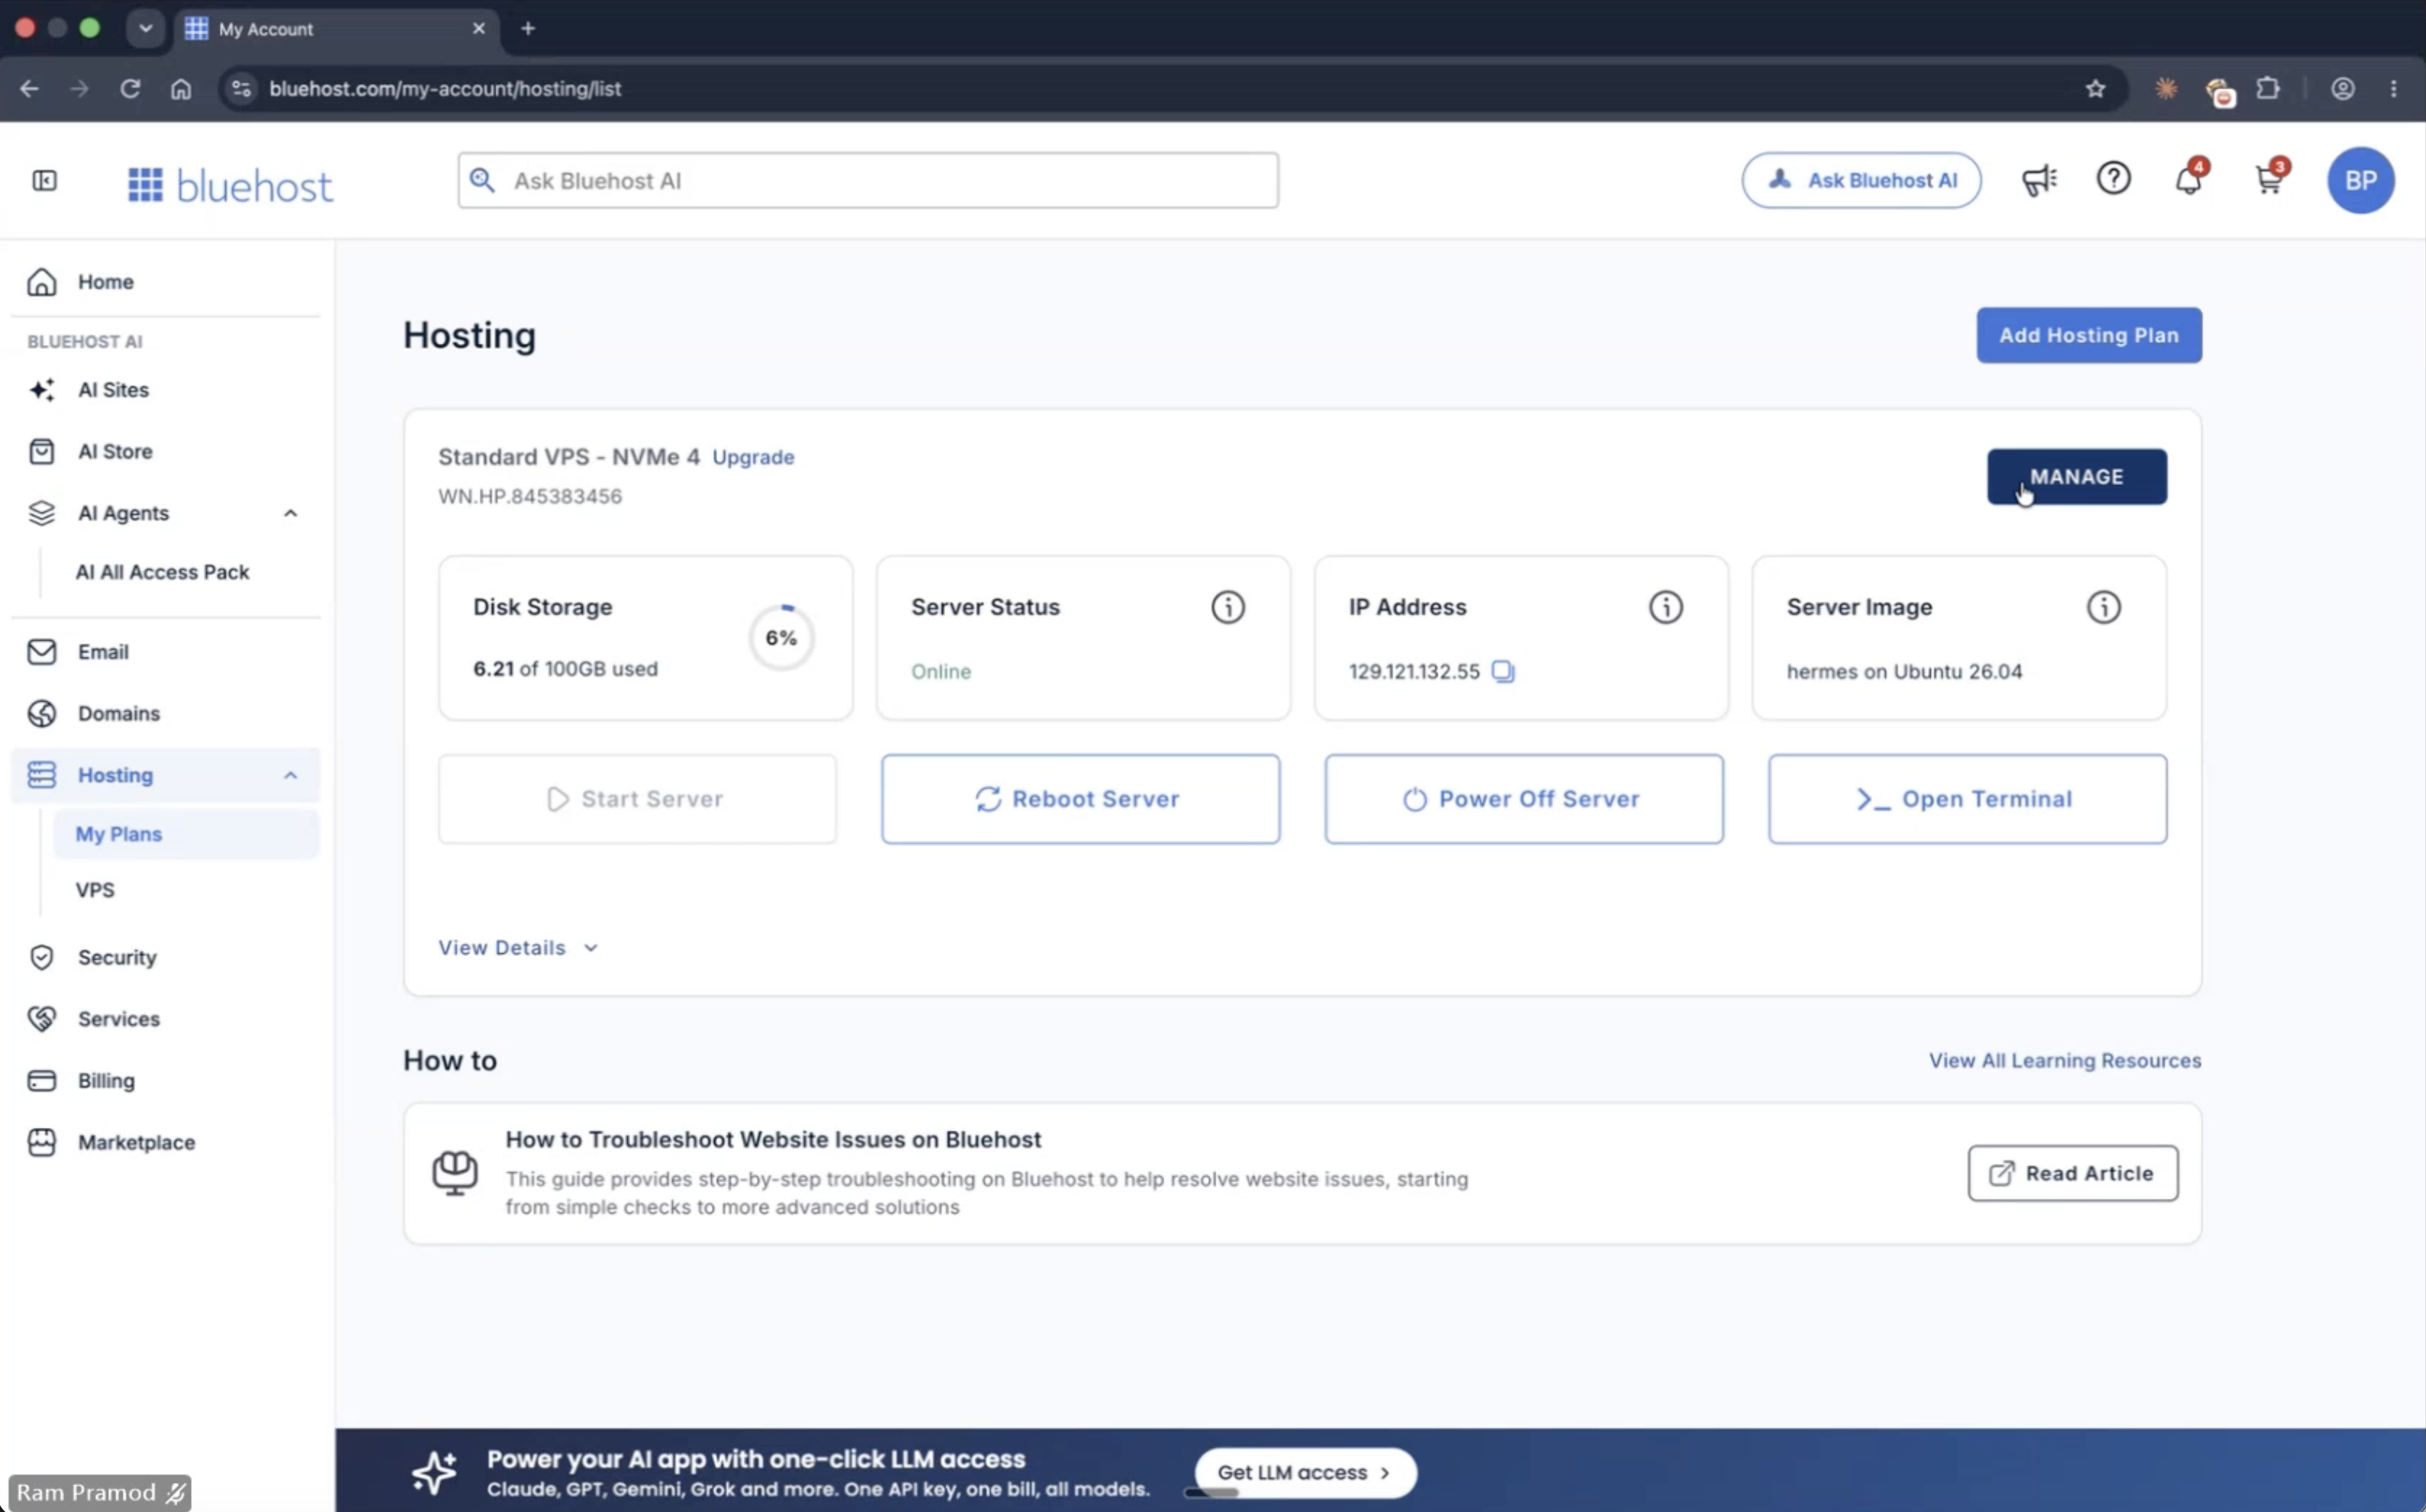 My Account
bluehost.com/my-account/hosting/list
bluehost
Ask Bluehost AI
Ask Bluehost AI
4
3
BP
Home
BLUEHOST AI
AI Sites
AI Store
AI Agents
AI All Access Pack
Email
Domains
Hosting
My Plans
VPS
Security
Services
Billing
Marketplace
Hosting
Add Hosting Plan
Standard VPS - NVMe 4 Upgrade
WN.HP.845383456
MANAGE
Disk Storage
6%
6.21 of 100GB used
Server Status
Online
IP Address
129.121.132.55
Server Image
hermes on Ubuntu 26.04
Start Server
Reboot Server
Power Off Server
Open Terminal
View Details
How to
View All Learning Resources
How to Troubleshoot Website Issues on Bluehost
This guide provides step-by-step troubleshooting on Bluehost to help resolve website issues, starting
from simple checks to more advanced solutions
Read Article
Power your AI app with one-click LLM access
Claude, GPT, Gemini, Grok and more. One API key, one bill, all models.
Get LLM access
Ram Pramod